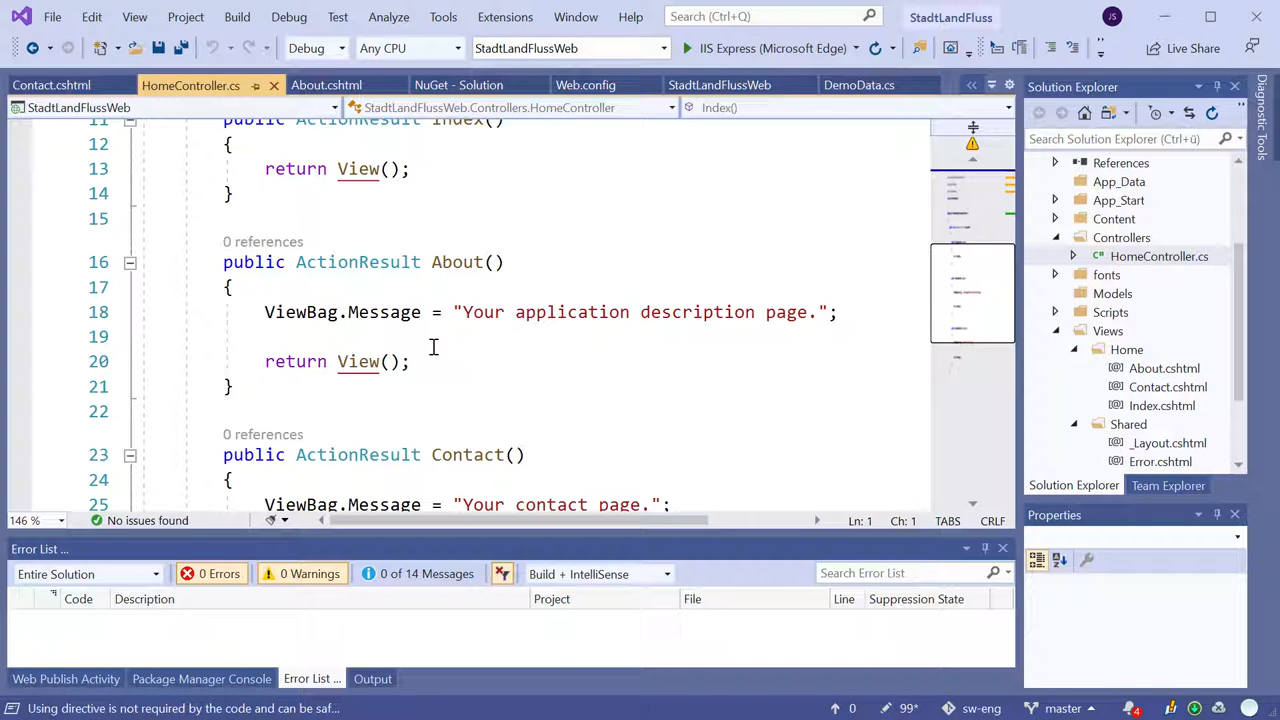 File Edit View Project Build Debug Test Analyze Tools Extensions Window Help Search (Ctrl+Q) StadtLandFluss JS
Debug Any CPU StadtLandFlussWeb IIS Express (Microsoft Edge) Live Share
Contact.cshtml HomeController.cs About.cshtml NuGet - Solution Web.config StadtLandFlussWeb DemoData.cs
StadtLandFlussWeb StadtLandFlussWeb.Controllers.HomeController Index()
11 public ActionResult Index()
12 {
13 return View();
14 }
15
0 references
16 public ActionResult About()
17 {
18 ViewBag.Message = "Your application description page.";
19
20 return View();
21 }
22
0 references
23 public ActionResult Contact()
24 {
25 ViewBag.Message = "Your contact page.";
146 % No issues found Ln: 1 Ch: 1 TABS CRLF
Solution Explorer
Search Solution Explorer (Ctrl+ü)
References
App_Data
App_Start
Content
Controllers
C# HomeController.cs
fonts
Models
Scripts
Views
Home
About.cshtml
Contact.cshtml
Index.cshtml
Shared
_Layout.cshtml
Error.cshtml
Solution Explorer Team Explorer
Properties
Diagnostic Tools
Error List ...
Entire Solution 0 Errors 0 Warnings 0 of 14 Messages Build + IntelliSense Search Error List
Code Description Project File Line Suppression State
Web Publish Activity Package Manager Console Error List ... Output
Using directive is not required by the code and can be saf... 0 99* sw-eng master 4